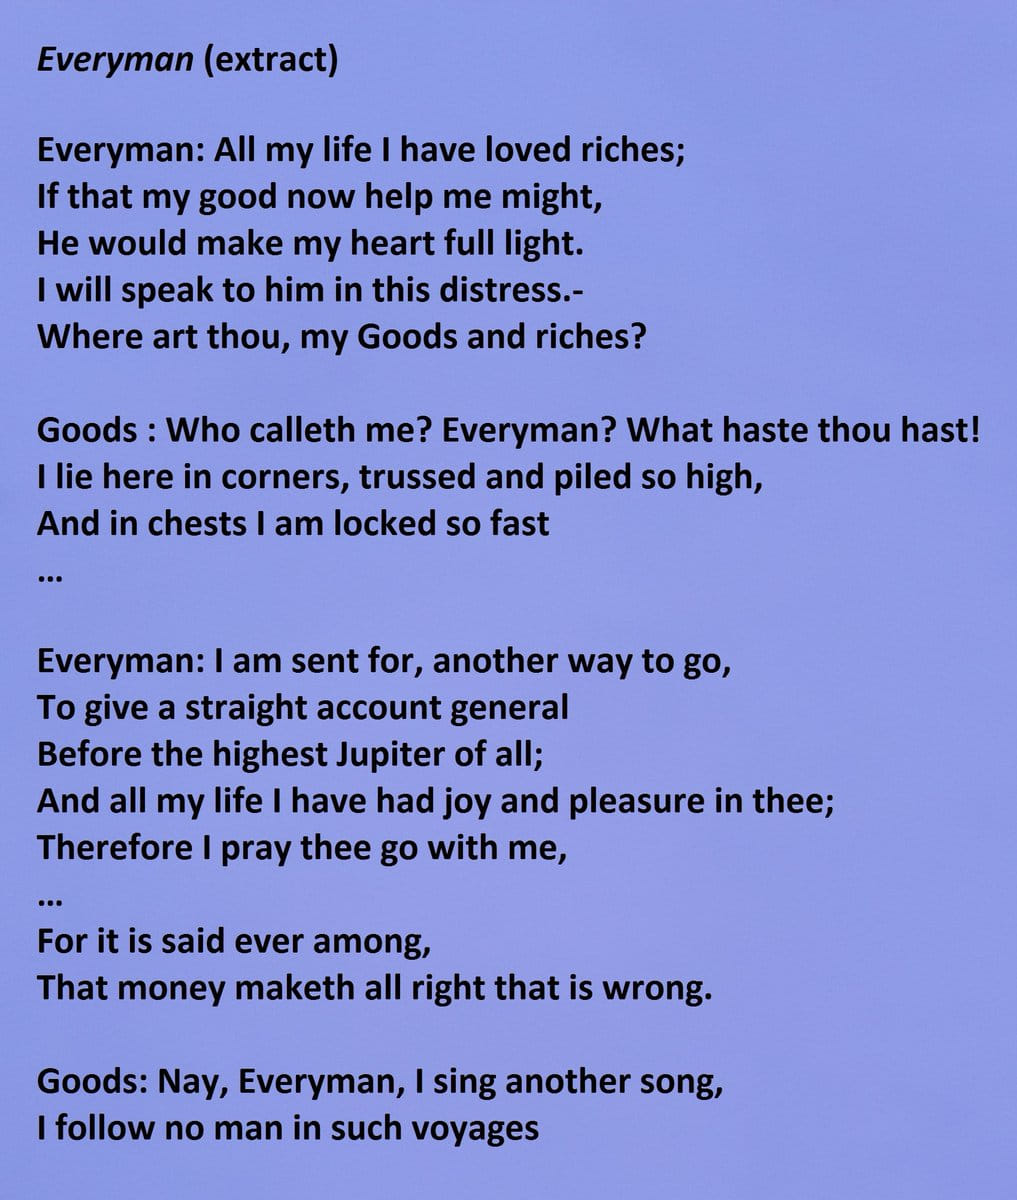 Everyman (extract)
Everyman: All my life I have loved riches;
If that my good now help me might,
He would make my heart full light.
I will speak to him in this distress.-
Where art thou, my Goods and riches?
Goods : Who calleth me? Everyman? What haste thou hast!
I lie here in corners, trussed and piled so high,
And in chests I am locked so fast
...
Everyman: I am sent for, another way to go,
To give a straight account general
Before the highest Jupiter of all;
And all my life I have had joy and pleasure in thee;
Therefore I pray thee go with me,
...
For it is said ever among,
That money maketh all right that is wrong.
Goods: Nay, Everyman, I sing another song,
I follow no man in such voyages